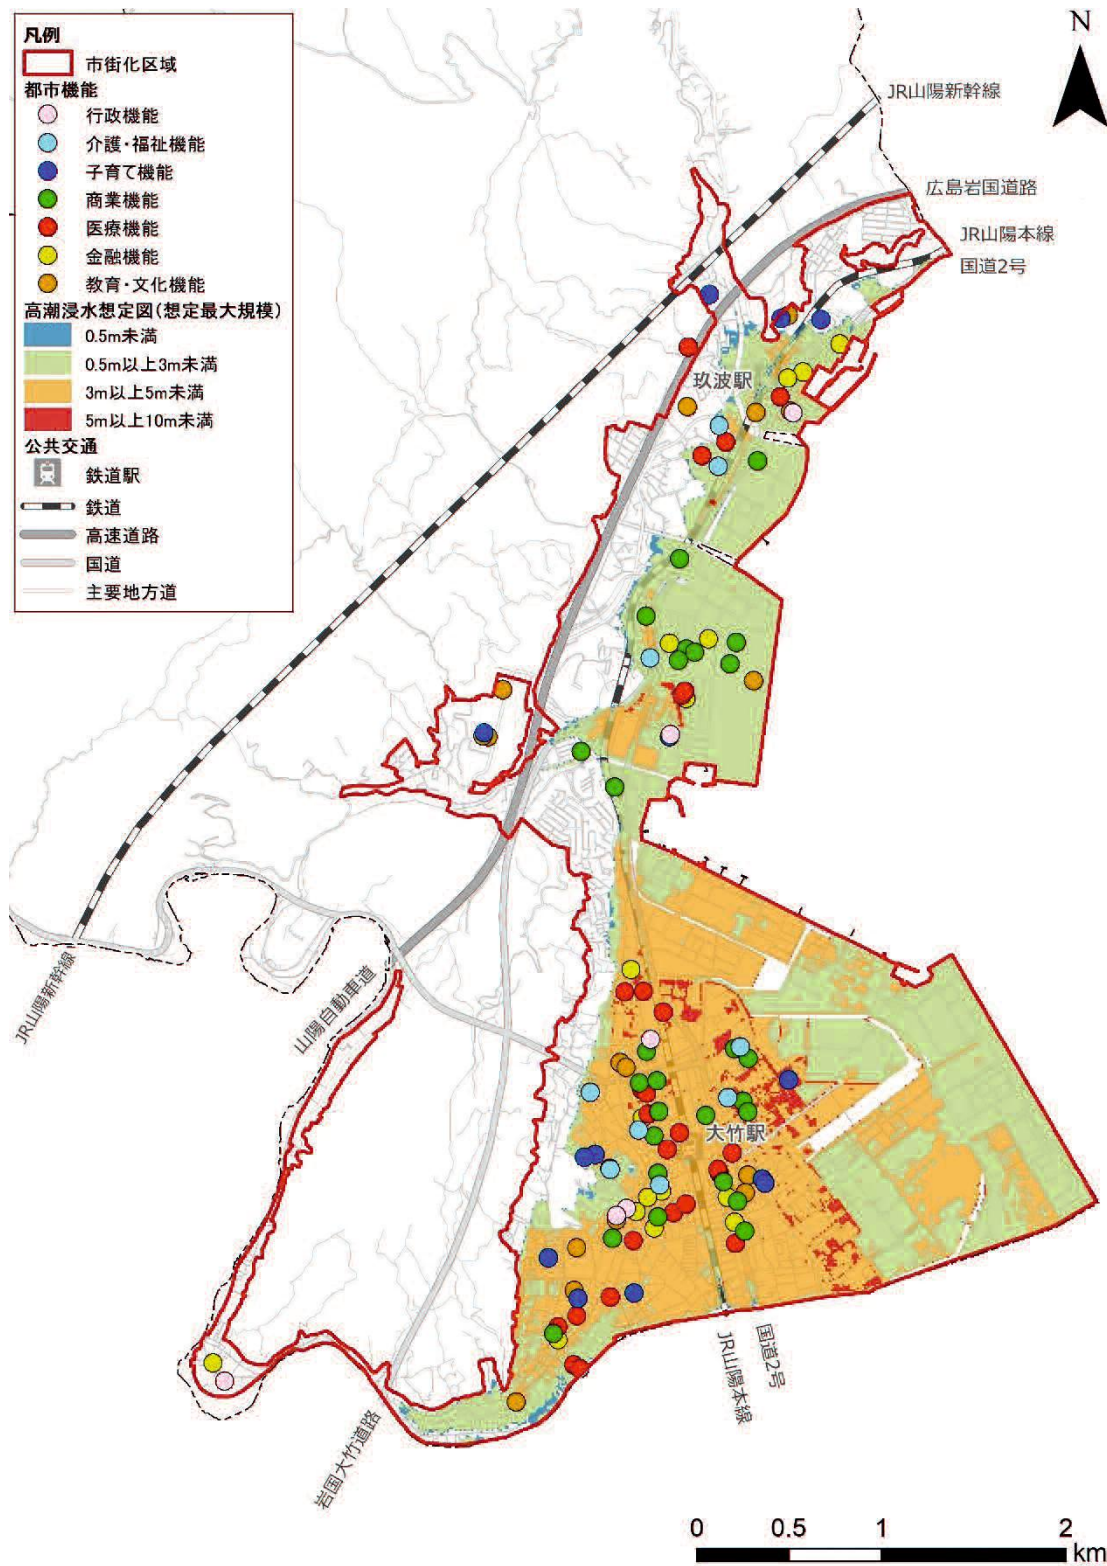 凡例
市街化区域
都市機能
行政機能
介護・福祉機能
子育て機能
商業機能
医療機能
金融機能
教育・文化機能
高潮浸水想定図(想定最大規模)
0.5m未満
0.5m以上3m未満
3m以上5m未満
5m以上10m未満
公共交通
鉄道駅
鉄道
高速道路
国道
主要地方道
N
JR山陽新幹線
広島岩国道路
JR山陽本線
国道2号
玖波駅
JR山陽新幹線
山陽自動車道
大竹駅
岩国大竹道路
JR山陽本線
国道2号
0 0.5 1 2
km